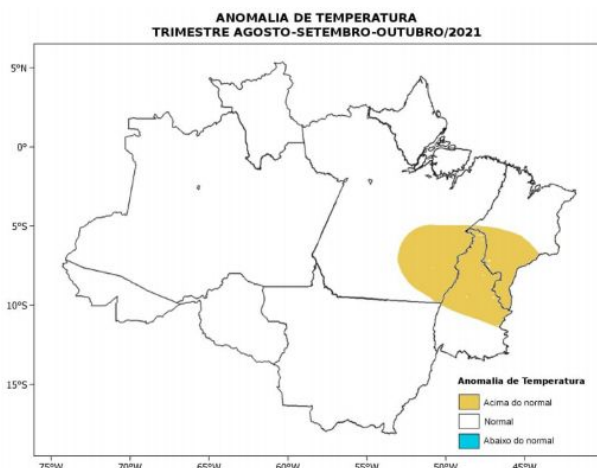 ANOMALIA DE TEMPERATURA
TRIMESTRE AGOSTO-SETEMBRO-OUTUBRO/2021
5°N
0°
5°S
10°S
15°S
Anomalia de Temperatura
Acima do normal
Normal
Abaixo do normal
75°W 70°W 65°W 60°W 55°W 50°W 45°W